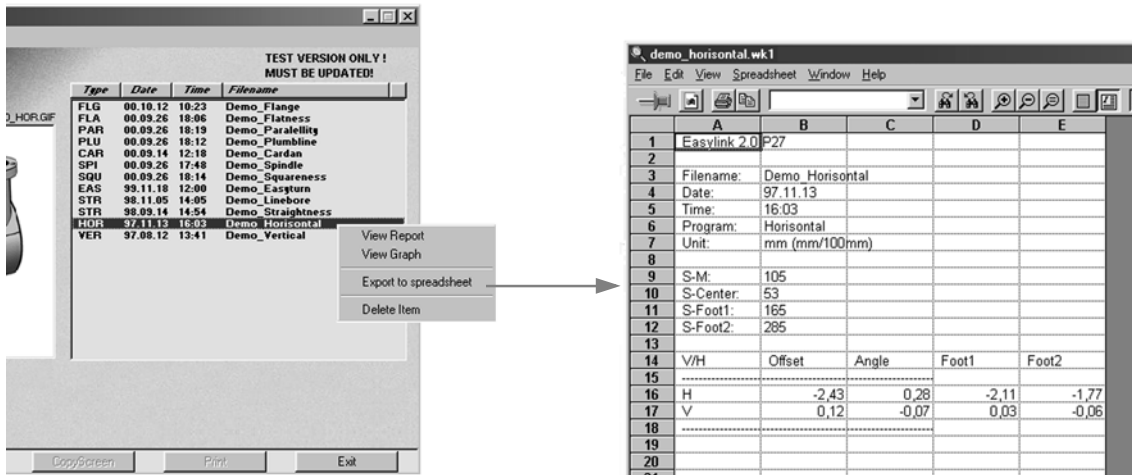 TEST VERSION ONLY !
MUST BE UPDATED!
Type Date Time Filename
FLG 00.10.12 10:23 Demo_Flange
FLA 00.09.26 18:06 Demo_Flatness
PAR 00.09.26 18:19 Demo_Paralellity
PLU 00.09.26 18:12 Demo_Plumbline
CAR 00.09.14 12:18 Demo_Cardan
SPI 00.09.26 17:48 Demo_Spindle
SQU 00.09.26 18:14 Demo_Squareness
EAS 99.11.18 12:00 Demo_Easyturn
STR 98.11.05 14:05 Demo_Linebore
STR 98.09.14 14:54 Demo_Straightness
HOR 97.11.13 16:03 Demo_Horisontal
VER 97.08.12 13:41 Demo_Vertical
O_HOR.GIF
View Report
View Graph
Export to spreadsheet
Delete Item
CopyScreen Print Exit
demo_horisontal.wk1
File Edit View Spreadsheet Window Help
A B C D E
1 Easylink 2.0 P27
2
3 Filename: Demo_Horisontal
4 Date: 97.11.13
5 Time: 16:03
6 Program: Horisontal
7 Unit: mm (mm/100mm)
8
9 S-M: 105
10 S-Center: 53
11 S-Foot1: 165
12 S-Foot2: 285
13
14 V/H Offset Angle Foot1 Foot2
15 --------------------------------------------------
16 H -2,43 0,28 -2,11 -1,77
17 V 0,12 -0,07 0,03 -0,06
18 --------------------------------------------------
19
20